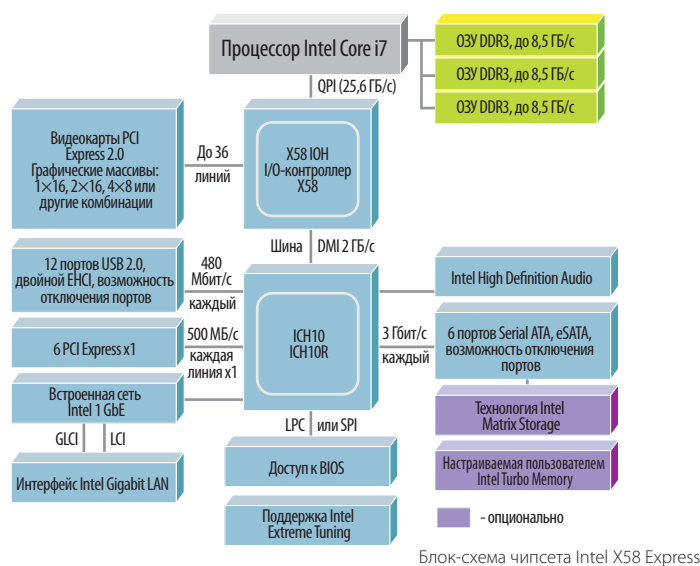 Процессор Intel Core i7
ОЗУ DDR3, до 8,5 ГБ/с
ОЗУ DDR3, до 8,5 ГБ/с
ОЗУ DDR3, до 8,5 ГБ/с
QPI (25,6 ГБ/с)
Видеокарты PCI
Express 2.0
Графические массивы:
1×16, 2×16, 4×8 или
другие комбинации
До 36
линий
X58 IOH
I/O-контроллер
X58
Шина DMI 2 ГБ/с
12 портов USB 2.0,
двойной EHCI, возможность
отключения портов
480
Мбит/с
каждый
6 PCI Express x1
500 МБ/с
каждая
линия x1
Встроенная сеть
Intel 1 GbE
GLCI LCI
Интерфейс Intel Gigabit LAN
ICH10
ICH10R
Intel High Definition Audio
3 Гбит/с
каждый
6 портов Serial ATA, eSATA,
возможность отключения
портов
Технология Intel
Matrix Storage
Настраиваемая пользователем
Intel Turbo Memory
LPC или SPI
Доступ к BIOS
Поддержка Intel
Extreme Tuning
- опционально
Блок-схема чипсета Intel X58 Express